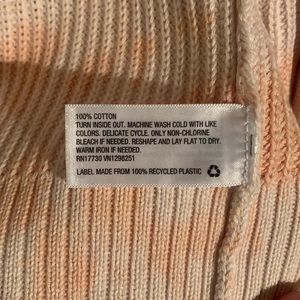 100% COTTON
TURN INSIDE OUT. MACHINE WASH COLD WITH LIKE
COLORS. DELICATE CYCLE. ONLY NON-CHLORINE
BLEACH IF NEEDED. RESHAPE AND LAY FLAT TO DRY.
WARM IRON IF NEEDED.
RN17730 VN1298251
LABEL MADE FROM 100% RECYCLED PLASTIC